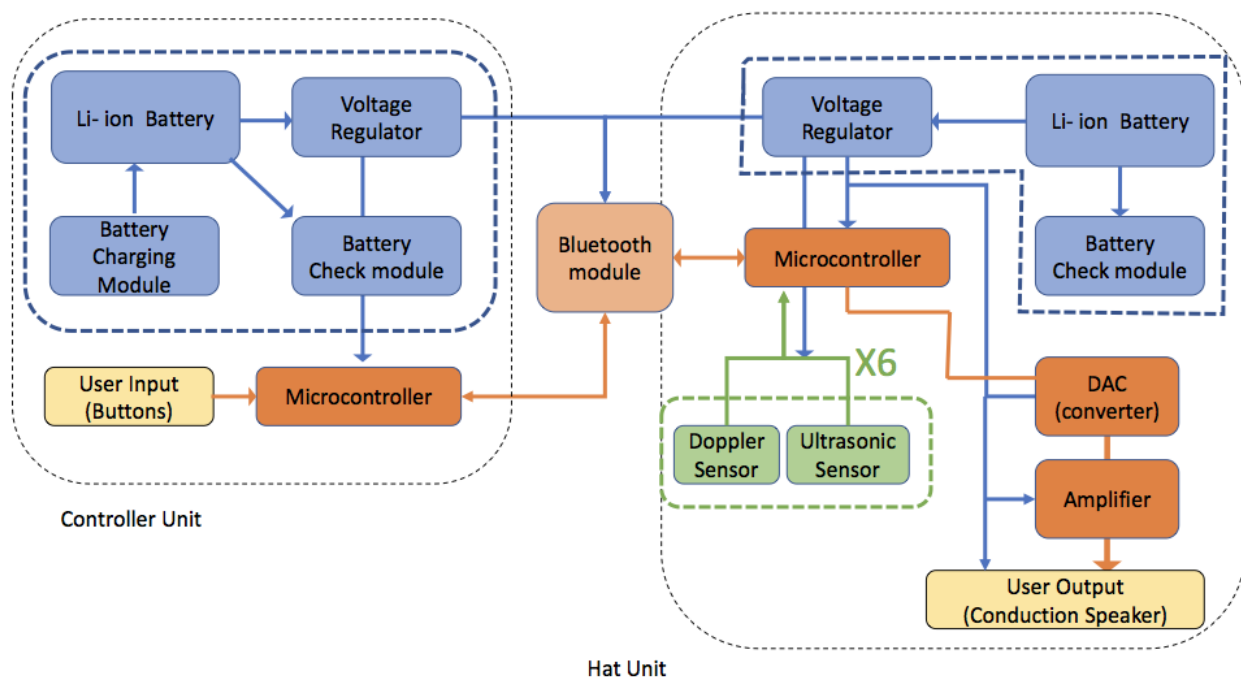 Li- ion Battery
Voltage
Regulator
Battery
Charging
Module
Battery
Check module
User Input
(Buttons)
Microcontroller
Controller Unit
Bluetooth
module
Voltage
Regulator
Li- ion Battery
Microcontroller
Battery
Check module
X6
Doppler
Sensor
Ultrasonic
Sensor
DAC
(converter)
Amplifier
User Output
(Conduction Speaker)
Hat Unit